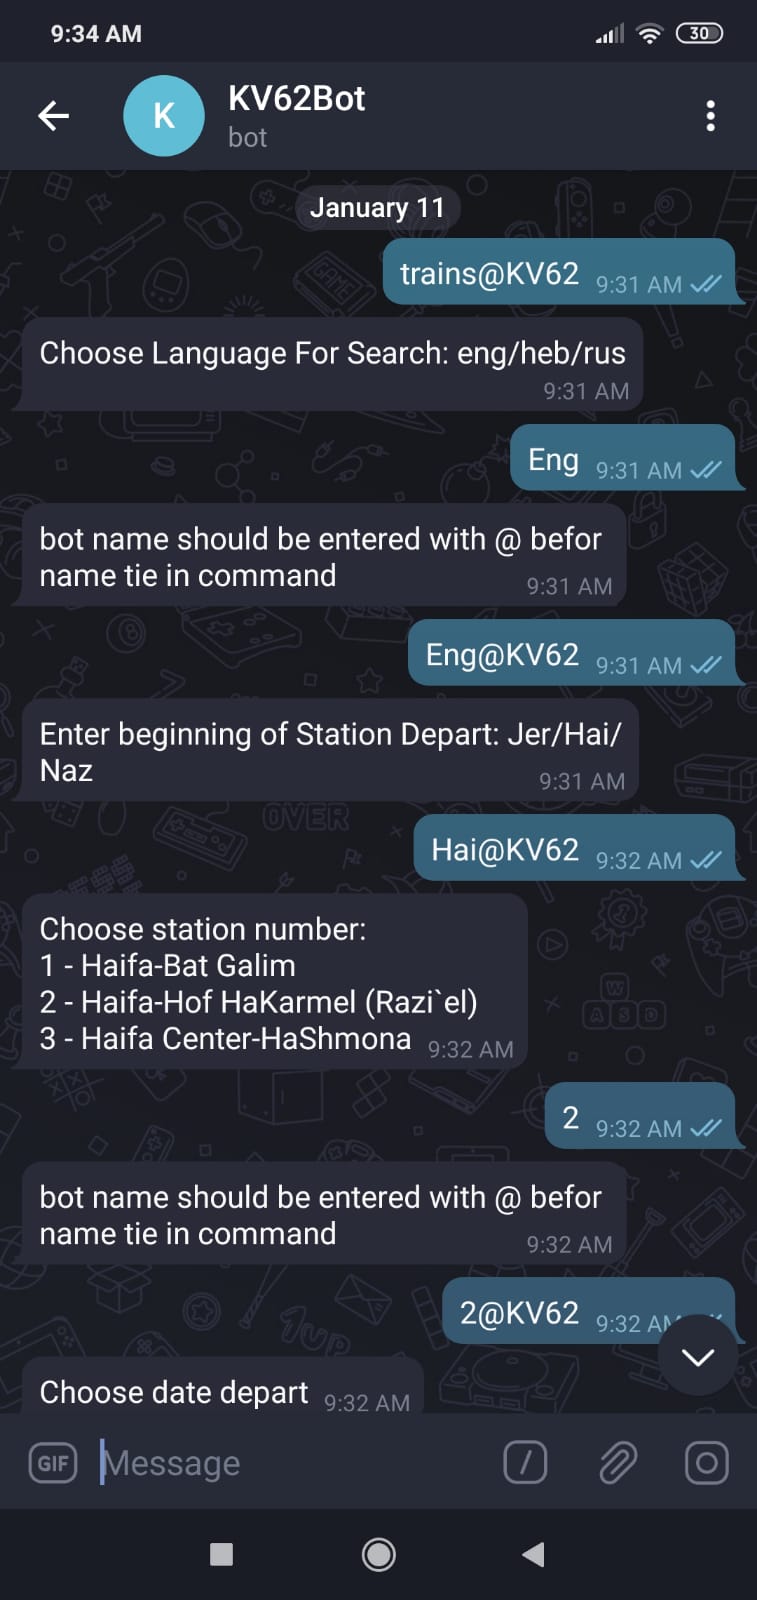 9:34 AM
30
K
KV62Bot
bot
January 11
trains@KV62 9:31 AM
Choose Language For Search: eng/heb/rus
9:31 AM
Eng 9:31 AM
bot name should be entered with @ befor
name tie in command 9:31 AM
Eng@KV62 9:31 AM
Enter beginning of Station Depart: Jer/Hai/
Naz 9:31 AM
OVER
Hai@KV62 9:32 AM
Choose station number:
1 - Haifa-Bat Galim
2 - Haifa-Hof HaKarmel (Razi`el)
3 - Haifa Center-HaShmona 9:32 AM
W
A S D
2 9:32 AM
bot name should be entered with @ befor
name tie in command 9:32 AM
2@KV62 9:32 AM
1UP
Choose date depart 9:32 AM
GIF Message